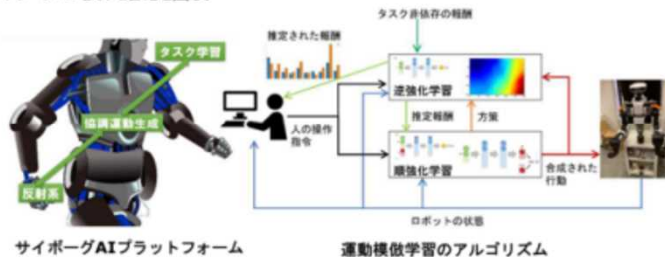 タスク学習
協調運動生成
反射系
サイボーグAIプラットフォーム
タスク非依存の報酬
推定された報酬
逆強化学習
人の操作
指令
推定報酬
方策
順強化学習
合成された
行動
ロボットの状態
運動模倣学習のアルゴリズム